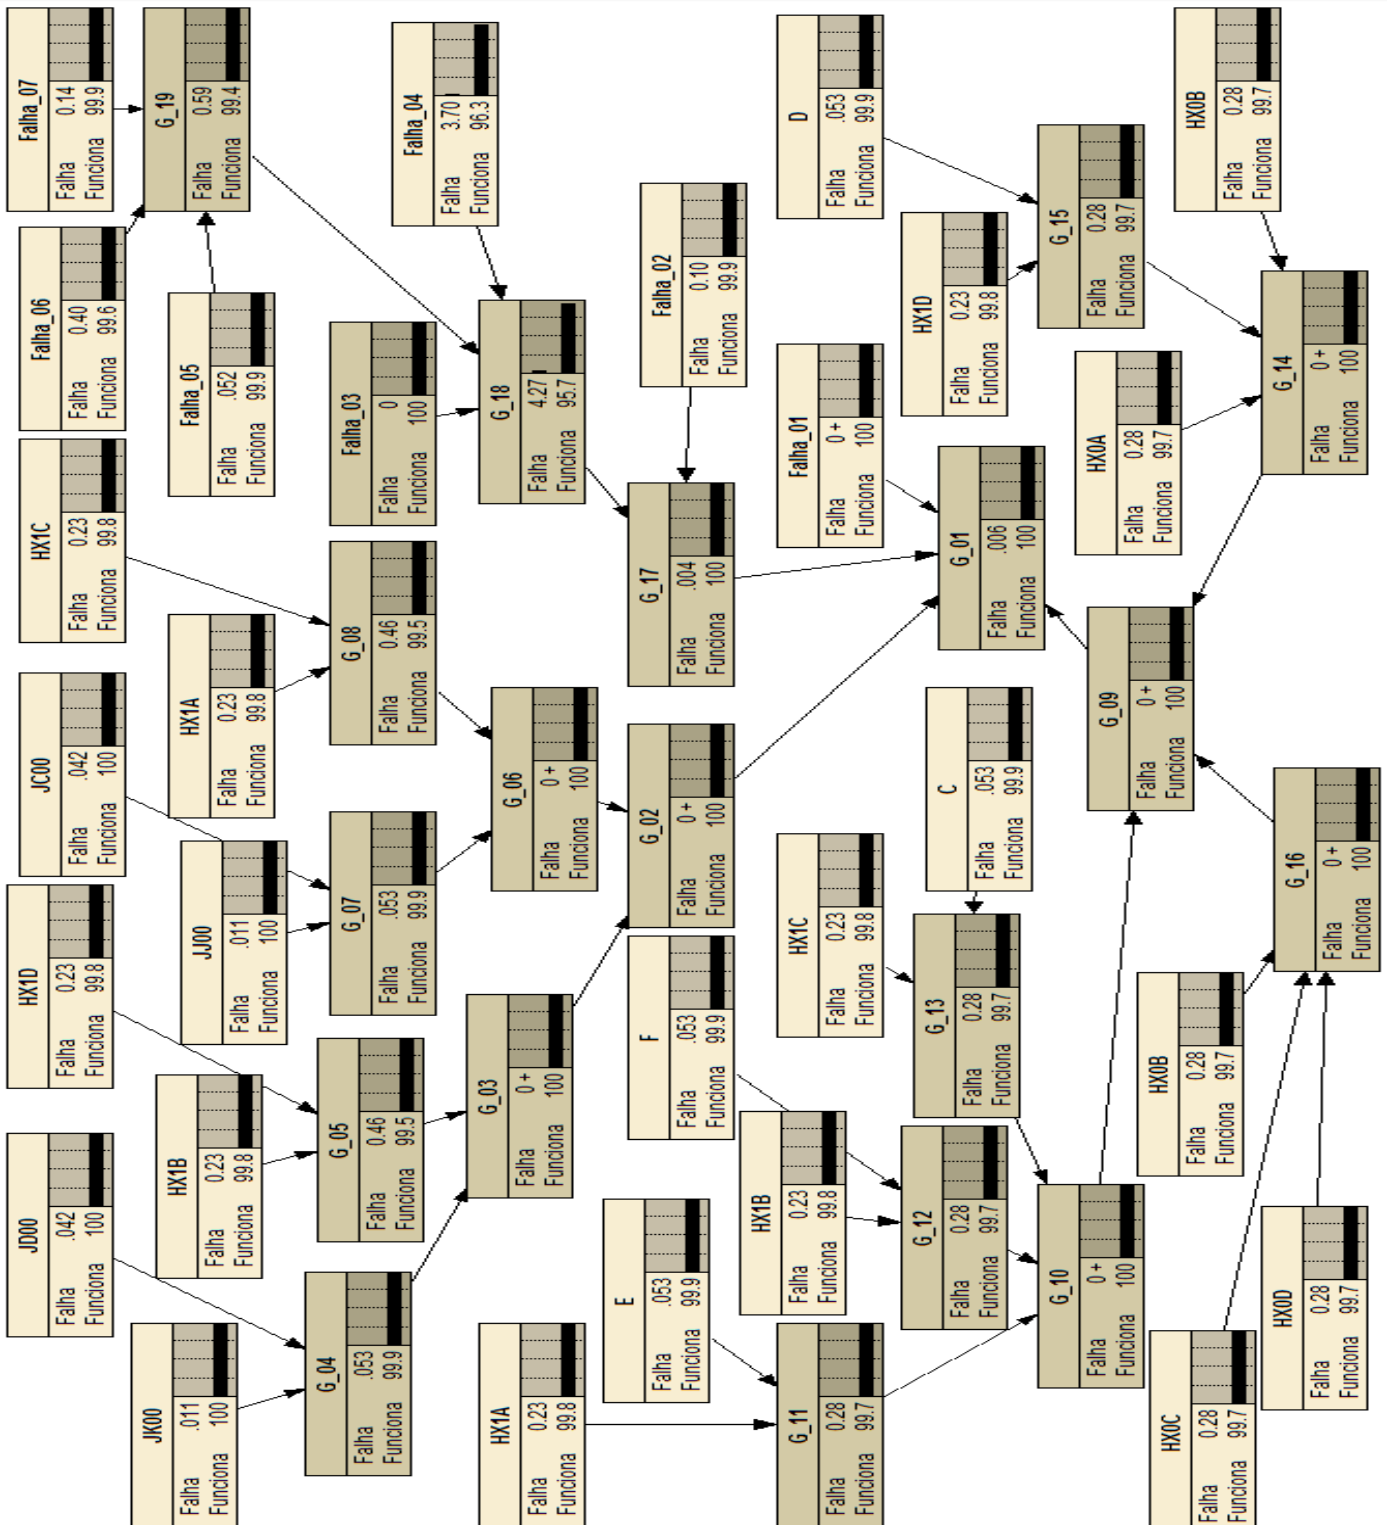 Falha_07
Falha 0.14
Funciona 99.9
G_19
Falha 0.59
Funciona 99.4
Falha_04
Falha 3.70
Funciona 96.3
D
Falha .053
Funciona 99.9
HX0B
Falha 0.28
Funciona 99.7
Falha_06
Falha 0.40
Funciona 99.6
Falha_05
Falha .052
Funciona 99.9
Falha_03
Falha 0
Funciona 100
G_18
Falha 4.27
Funciona 95.7
Falha_02
Falha 0.10
Funciona 99.9
HX1D
Falha 0.23
Funciona 99.8
G_15
Falha 0.28
Funciona 99.7
HX1C
Falha 0.23
Funciona 99.8
HX1A
Falha 0.23
Funciona 99.8
G_08
Falha 0.46
Funciona 99.5
G_17
Falha .004
Funciona 100
Falha_01
Falha 0 +
Funciona 100
G_01
Falha .006
Funciona 100
HX0A
Falha 0.28
Funciona 99.7
G_14
Falha 0 +
Funciona 100
JC00
Falha .042
Funciona 100
JJ00
Falha .011
Funciona 100
G_07
Falha .053
Funciona 99.9
G_06
Falha 0 +
Funciona 100
G_02
Falha 0 +
Funciona 100
C
Falha .053
Funciona 99.9
G_09
Falha 0 +
Funciona 100
HX1D
Falha 0.23
Funciona 99.8
HX1B
Falha 0.23
Funciona 99.8
G_05
Falha 0.46
Funciona 99.5
G_03
Falha 0 +
Funciona 100
F
Falha .053
Funciona 99.9
HX1C
Falha 0.23
Funciona 99.8
G_13
Falha 0.28
Funciona 99.7
HX0B
Falha 0.28
Funciona 99.7
G_16
Falha 0 +
Funciona 100
JD00
Falha .042
Funciona 100
JK00
Falha .011
Funciona 100
G_04
Falha .053
Funciona 99.9
HX1A
Falha 0.23
Funciona 99.8
E
Falha .053
Funciona 99.9
HX1B
Falha 0.23
Funciona 99.8
G_12
Falha 0.28
Funciona 99.7
G_11
Falha 0.28
Funciona 99.7
G_10
Falha 0 +
Funciona 100
HX0C
Falha 0.28
Funciona 99.7
HX0D
Falha 0.28
Funciona 99.7